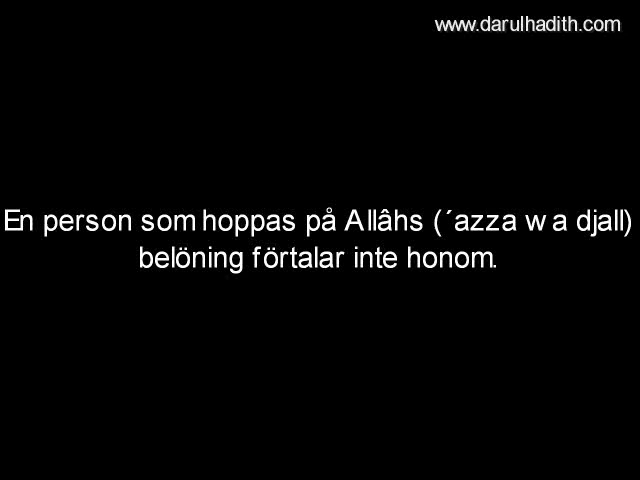 www.darulhadith.com
En person som hoppas på Allâhs (´azza wa djall)
belöning förtalar inte honom.